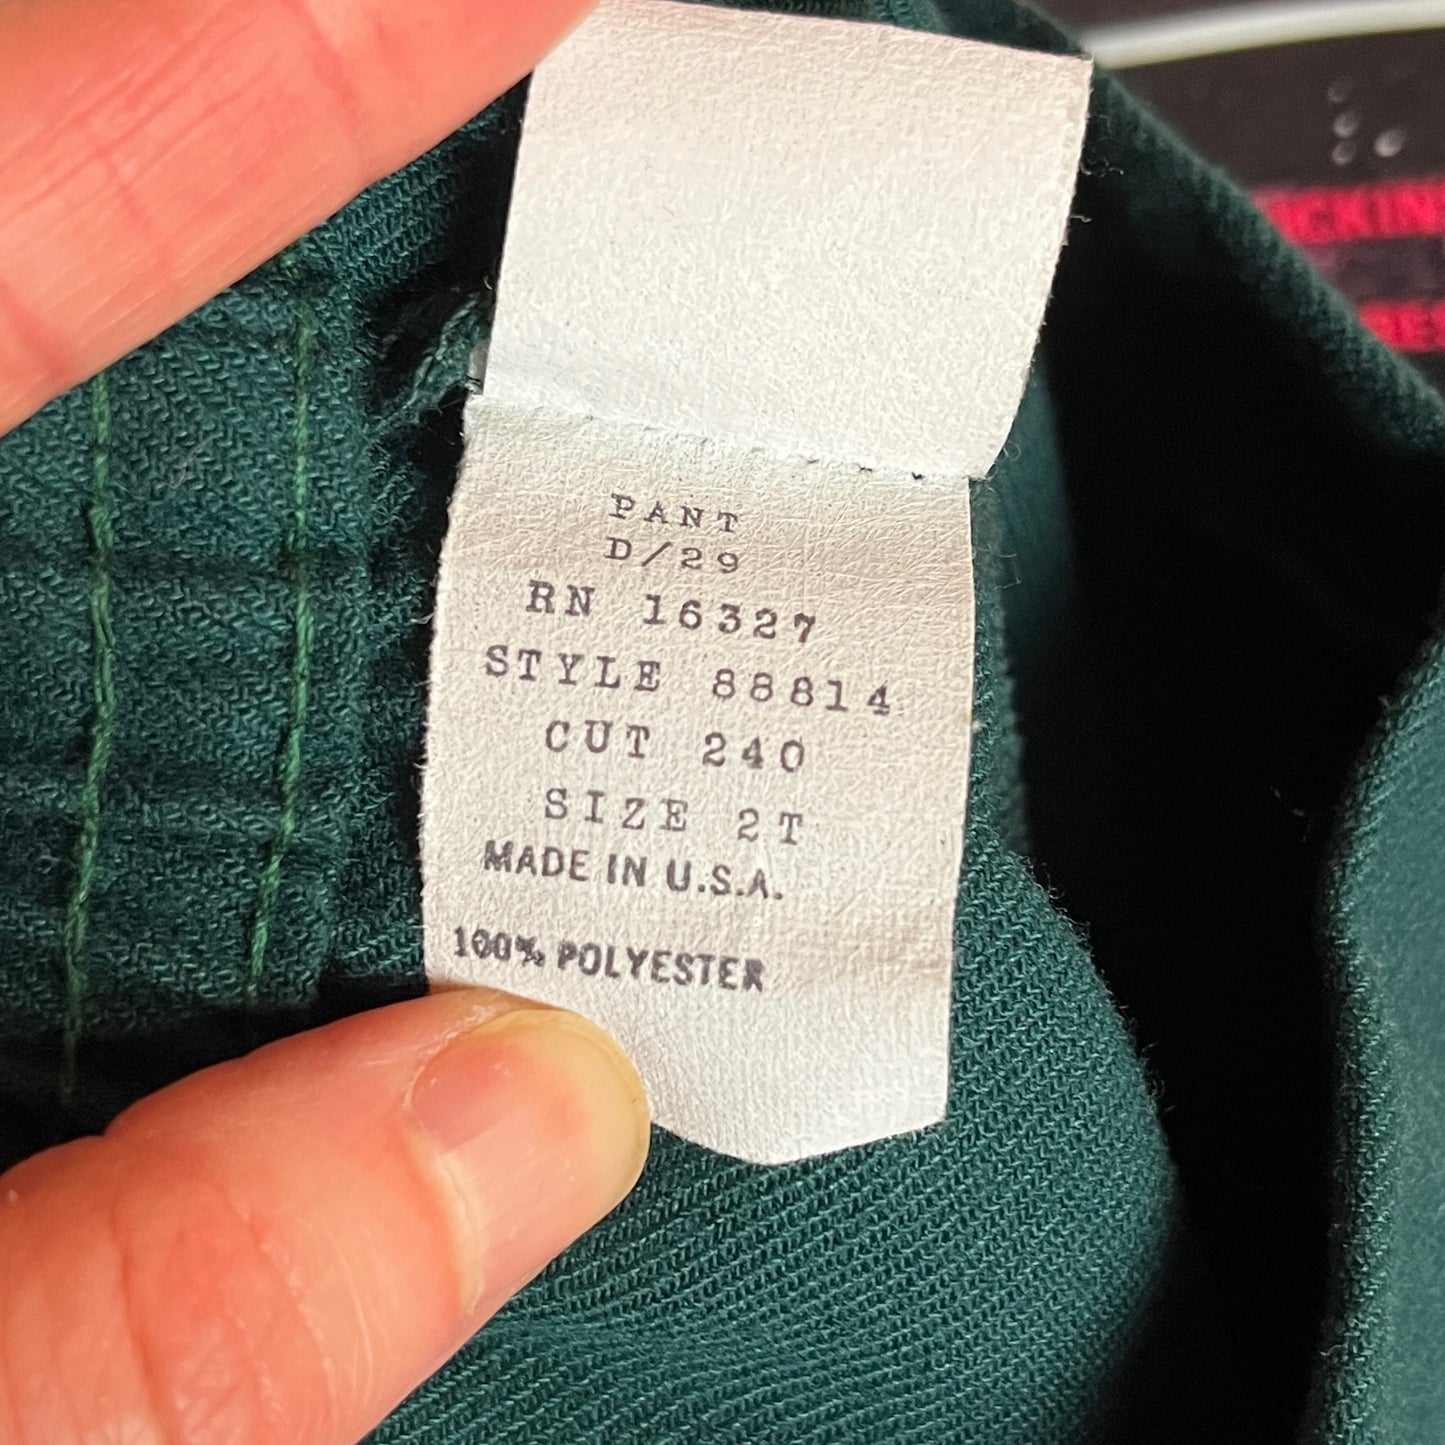 PANT
D/29
RN 16327
STYLE 88814
CUT 240
SIZE 2T
MADE IN U.S.A.
100% POLYESTER